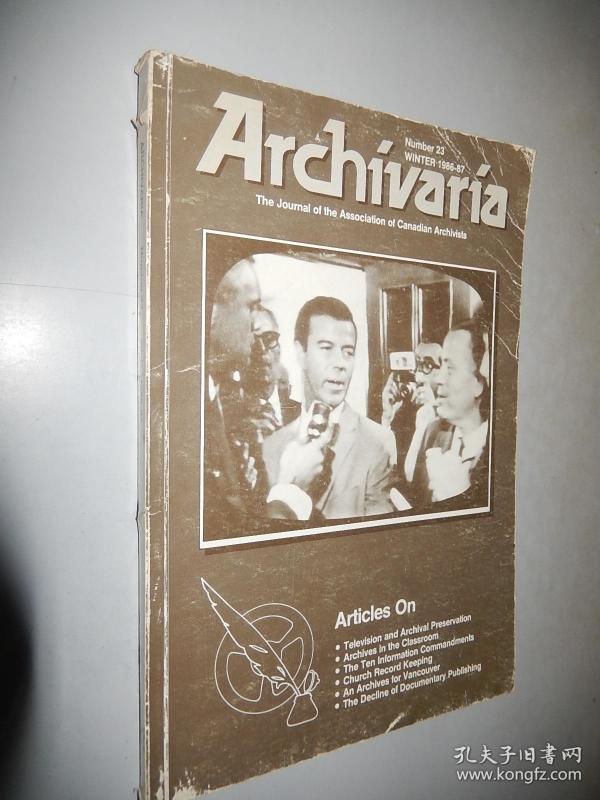 Archivaria
Number 23
WINTER 1986-87
The Journal of the Association of Canadian Archivists
Articles On
• Television and Archival Preservation
• Archives in the Classroom
• The Ten Information Commandments
• Church Record Keeping
• An Archives for Vancouver
• The Decline of Documentary Publishing
孔夫子旧书网
www.kongfz.com